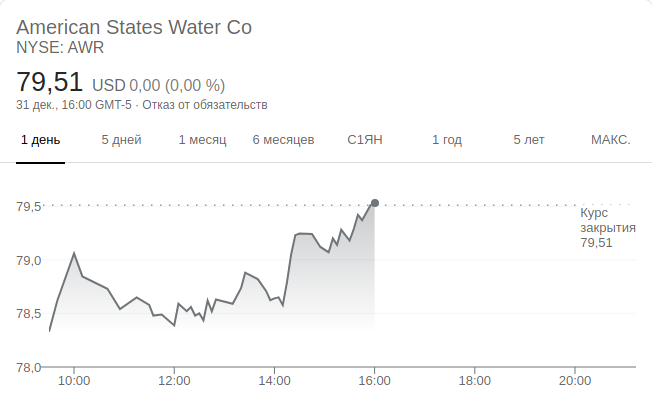 American States Water Co
NYSE: AWR
79,51 USD 0,00 (0,00 %)
31 дек., 16:00 GMT-5 · Отказ от обязательств
1 день 5 дней 1 месяц 6 месяцев С1ЯН 1 год 5 лет МАКС.
79,5
Курс
закрытия
79,51
79,0
78,5
78,0
10:00 12:00 14:00 16:00 18:00 20:00